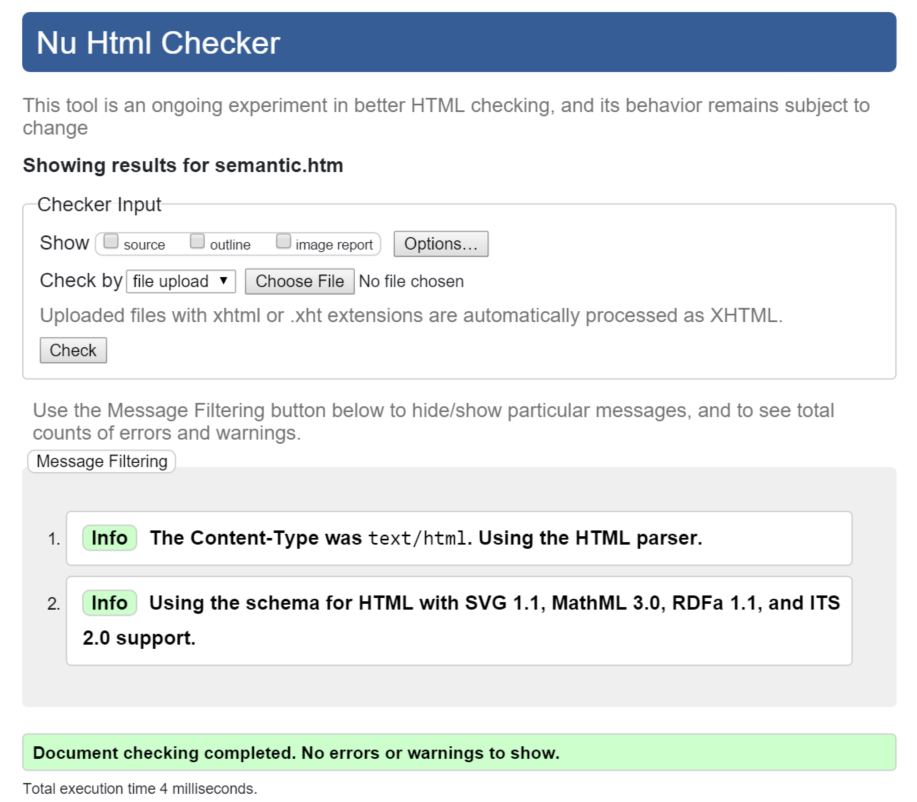 Nu Html Checker
This tool is an ongoing experiment in better HTML checking, and its behavior remains subject to
change
Showing results for semantic.htm
Checker Input
Show source outline image report Options...
Check by file upload ▼ Choose File No file chosen
Uploaded files with xhtml or .xht extensions are automatically processed as XHTML.
Check
Use the Message Filtering button below to hide/show particular messages, and to see total
counts of errors and warnings.
Message Filtering
1. Info The Content-Type was text/html. Using the HTML parser.
2. Info Using the schema for HTML with SVG 1.1, MathML 3.0, RDFa 1.1, and ITS
2.0 support.
Document checking completed. No errors or warnings to show.
Total execution time 4 milliseconds.